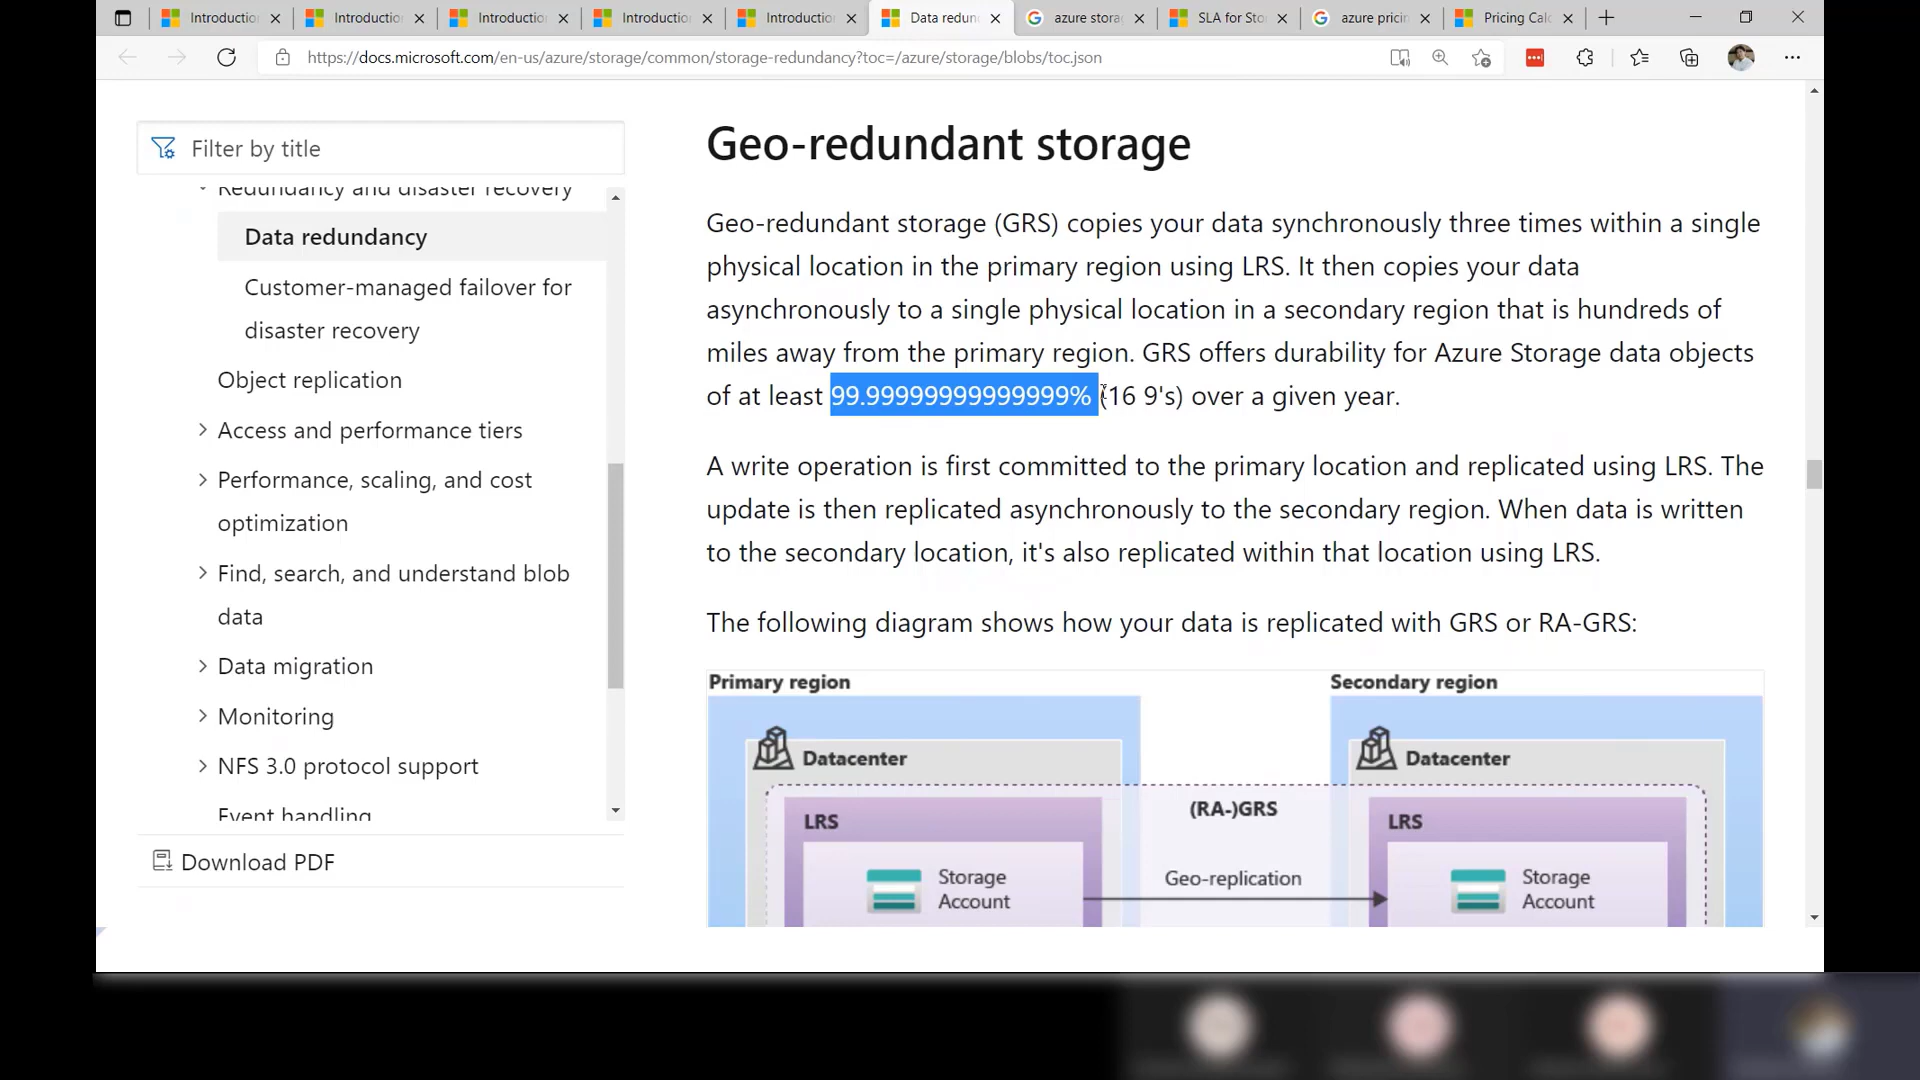 Introduction
Introduction
Introduction
Introduction
Introduction
Data redun
azure stora
SLA for Sto
azure pricin
Pricing Calc
https://docs.microsoft.com/en-us/azure/storage/common/storage-redundancy?toc=/azure/storage/blobs/toc.json
Filter by title
Redundancy and disaster recovery
Data redundancy
Customer-managed failover for
disaster recovery
Object replication
Access and performance tiers
Performance, scaling, and cost
optimization
Find, search, and understand blob
data
Data migration
Monitoring
NFS 3.0 protocol support
Event handling
Download PDF
Geo-redundant storage
Geo-redundant storage (GRS) copies your data synchronously three times within a single
physical location in the primary region using LRS. It then copies your data
asynchronously to a single physical location in a secondary region that is hundreds of
miles away from the primary region. GRS offers durability for Azure Storage data objects
of at least 99.99999999999999% (16 9's) over a given year.
A write operation is first committed to the primary location and replicated using LRS. The
update is then replicated asynchronously to the secondary region. When data is written
to the secondary location, it's also replicated within that location using LRS.
The following diagram shows how your data is replicated with GRS or RA-GRS:
Primary region
Secondary region
Datacenter
Datacenter
(RA-)GRS
LRS
LRS
Storage
Account
Geo-replication
Storage
Account